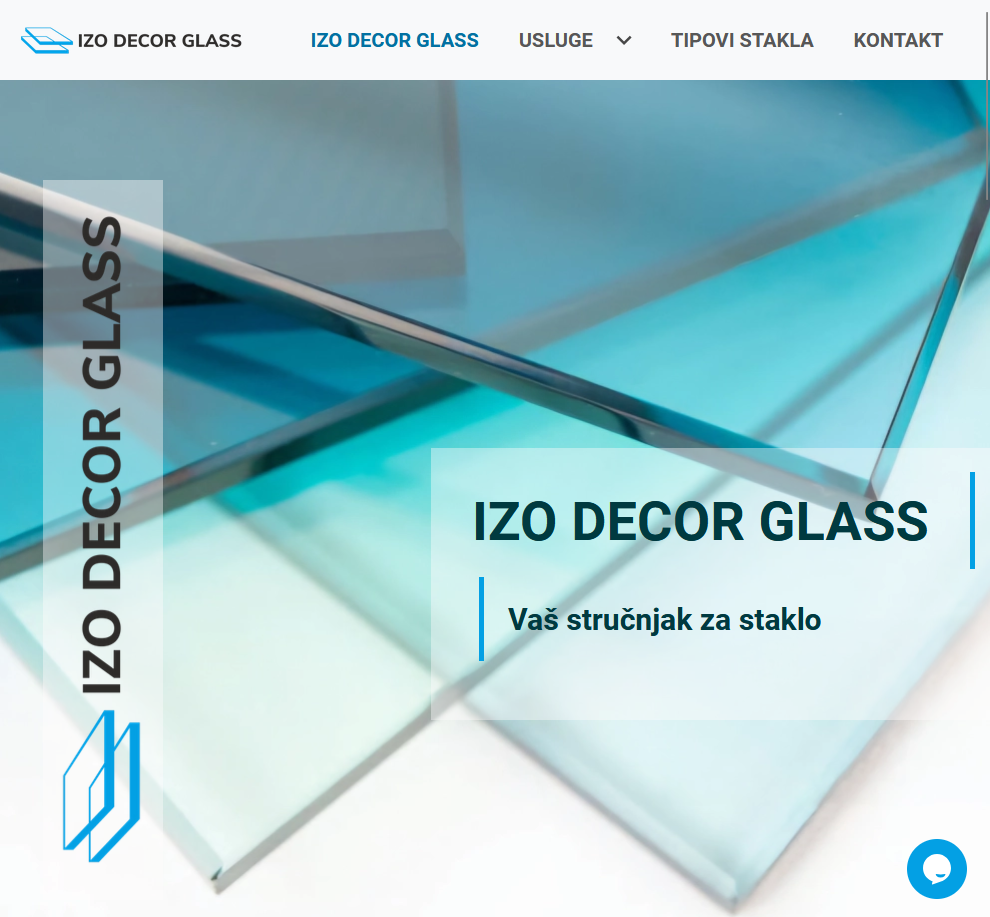 IZO DECOR GLASS
IZO DECOR GLASS
USLUGE
TIPOVI STAKLA
KONTAKT
IZO DECOR GLASS
IZO DECOR GLASS
Vaš stručnjak za staklo